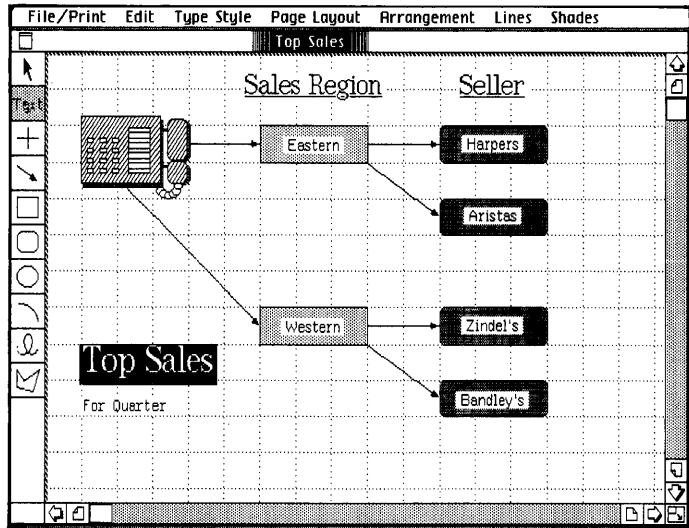 File/Print Edit Type Style Page Layout Arrangement Lines Shades
Top Sales
Text
Sales Region Seller
Eastern Harpers
Aristas
Western Zindel's
Top Sales
Bandley's
For Quarter